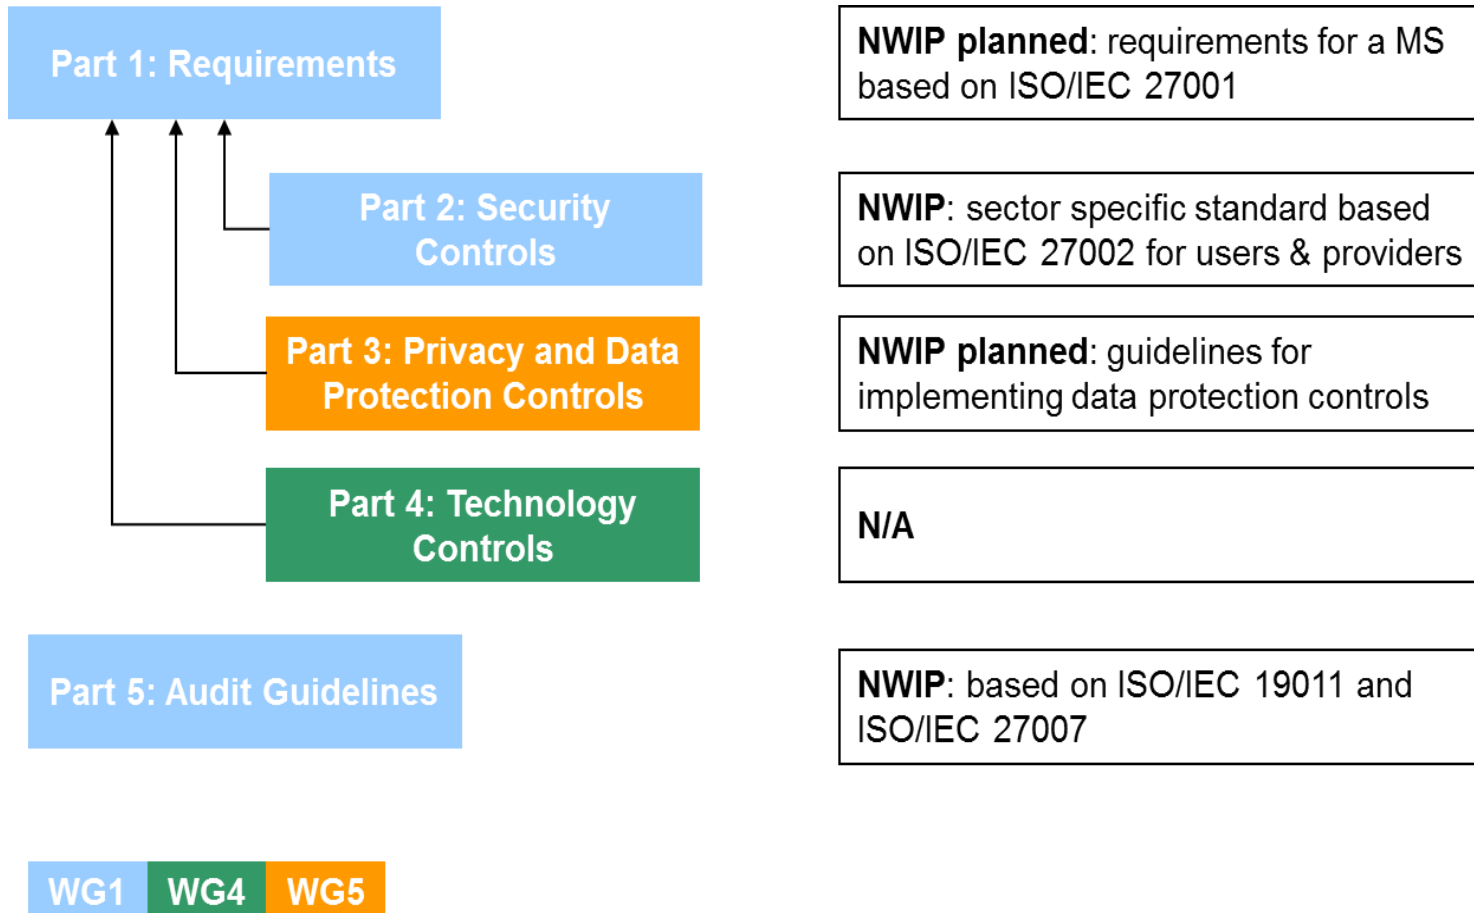 Part 1: Requirements
NWIP planned: requirements for a MS
based on ISO/IEC 27001
Part 2: Security
Controls
NWIP: sector specific standard based
on ISO/IEC 27002 for users & providers
Part 3: Privacy and Data
Protection Controls
NWIP planned: guidelines for
implementing data protection controls
Part 4: Technology
Controls
N/A
Part 5: Audit Guidelines
NWIP: based on ISO/IEC 19011 and
ISO/IEC 27007
WG1 WG4 WG5